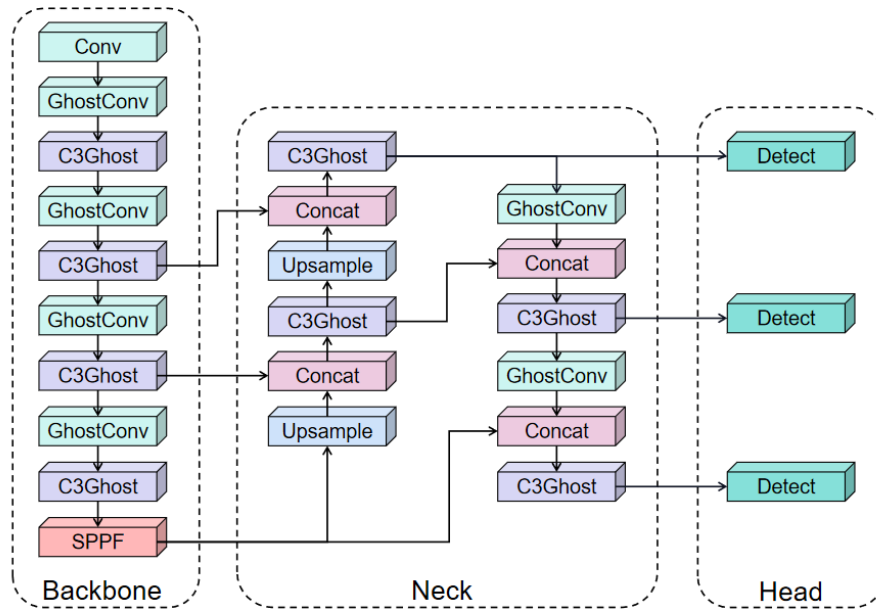 Conv
GhostConv
C3Ghost
GhostConv
C3Ghost
GhostConv
C3Ghost
GhostConv
C3Ghost
SPPF
Backbone
C3Ghost
Concat
Upsample
C3Ghost
Concat
Upsample
GhostConv
Concat
C3Ghost
GhostConv
Concat
C3Ghost
Neck
Detect
Detect
Detect
Head